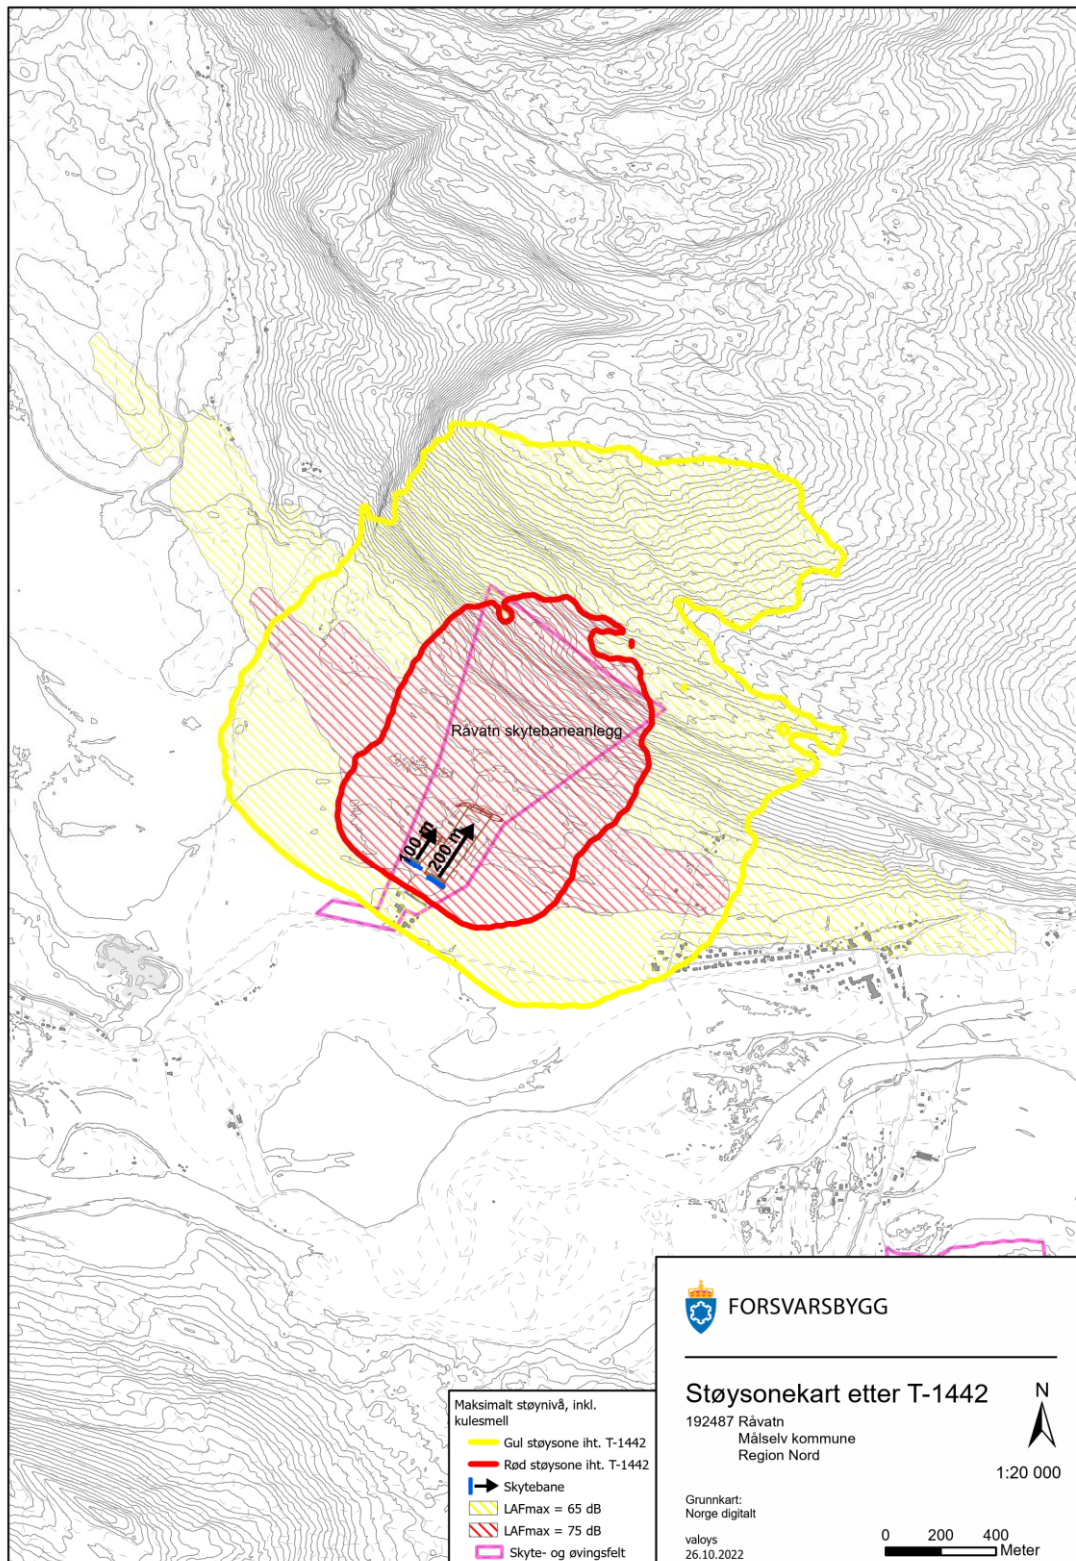 Råvatn skytebaneanlegg
100 m
200 m
Maksimalt støynivå, inkl.
kulesmell
Gul støysone iht. T-1442
Rød støysone iht. T-1442
Skytebane
LAFmax = 65 dB
LAFmax = 75 dB
Skyte- og øvingsfelt
FORSVARSBYGG
Støysonekart etter T-1442
192487 Råvatn
Målselv kommune
Region Nord
N
1:20 000
Grunnkart:
Norge digitalt
valoys
26.10.2022
0 200 400
Meter